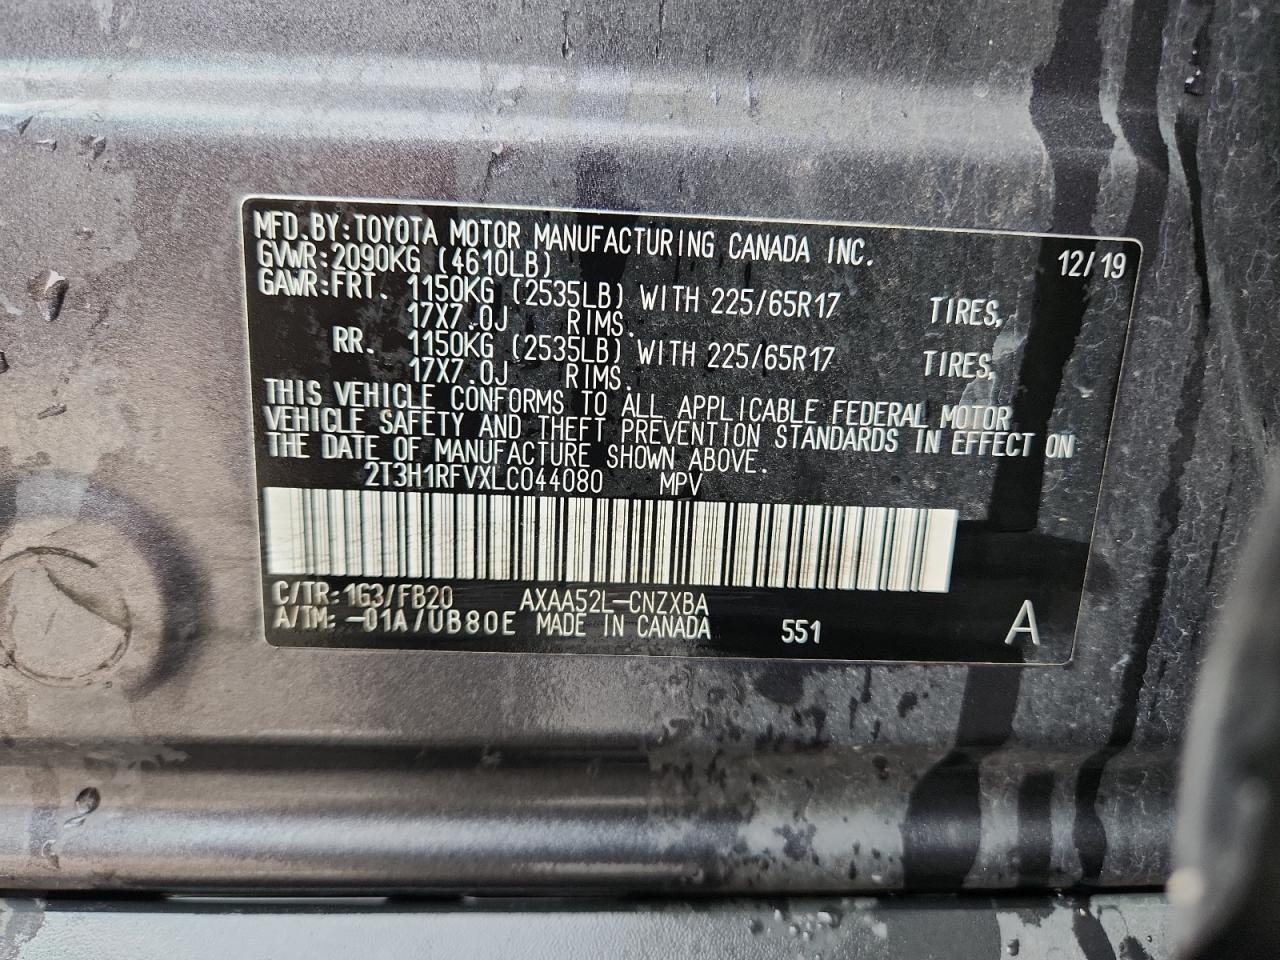 MFD.BY:TOYOTA MOTOR MANUFACTURING CANADA INC.
GVWR:2090KG (4610LB) 12/19
GAWR:FRT. 1150KG (2535LB) WITH 225/65R17 TIRES,
17X7.0J RIMS.
RR. 1150KG (2535LB) WITH 225/65R17 TIRES,
17X7.0J RIMS.
THIS VEHICLE CONFORMS TO ALL APPLICABLE FEDERAL MOTOR
VEHICLE SAFETY AND THEFT PREVENTION STANDARDS IN EFFECT ON
THE DATE OF MANUFACTURE SHOWN ABOVE.
2T3H1RFVXLC044080 MPV
C/TR:1G3/FB20 AXAA52L-CNZXBA
A/TM:-01A/UB80E MADE IN CANADA 551 A